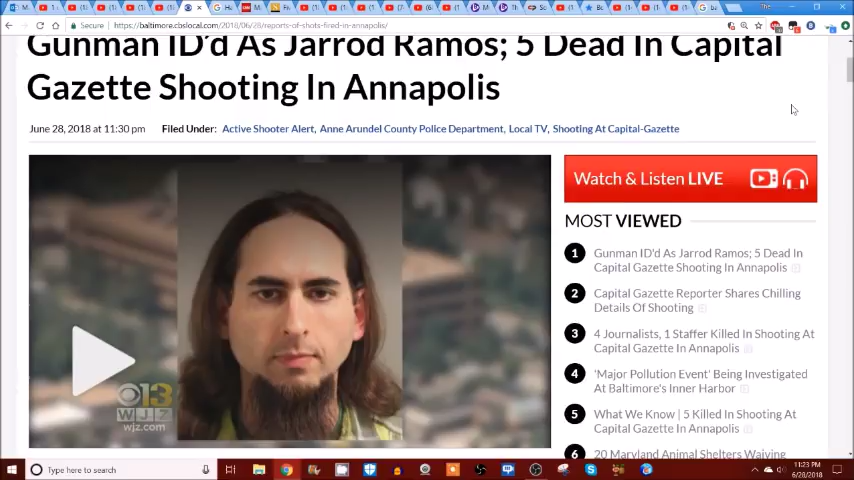 Secure
https://baltimore.cbslocal.com/2018/06/28/reports-of-shots-fired-in-annapolis/
Gunman ID'd As Jarrod Ramos; 5 Dead In Capital
Gazette Shooting In Annapolis
June 28, 2018 at 11:30 pm
Filed Under: Active Shooter Alert, Anne Arundel County Police Department, Local TV, Shooting At Capital-Gazette
Watch & Listen LIVE
MOST VIEWED
1 Gunman ID'd As Jarrod Ramos; 5 Dead In
Capital Gazette Shooting In Annapolis
2 Capital Gazette Reporter Shares Chilling
Details Of Shooting
3 4 Journalists, 1 Staffer Killed In Shooting At
Capital Gazette In Annapolis
4 'Major Pollution Event' Being Investigated
At Baltimore's Inner Harbor
5 What We Know | 5 Killed In Shooting At
Capital Gazette In Annapolis
6 20 Maryland Animal Shelters Waiving
13
WJZ
wjz.com
Type here to search
11:23 PM
6/28/2018